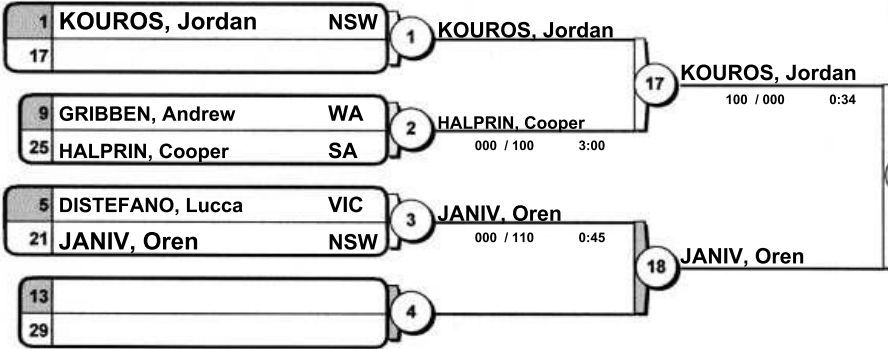 1 KOUROS, Jordan NSW
17
1
KOUROS, Jordan
9 GRIBBEN, Andrew WA
25 HALPRIN, Cooper SA
2
HALPRIN, Cooper
000 / 100 3:00
17
KOUROS, Jordan
100 / 000 0:34
5 DISTEFANO, Lucca VIC
21 JANIV, Oren NSW
3
JANIV, Oren
000 / 110 0:45
13
29
4
18
JANIV, Oren